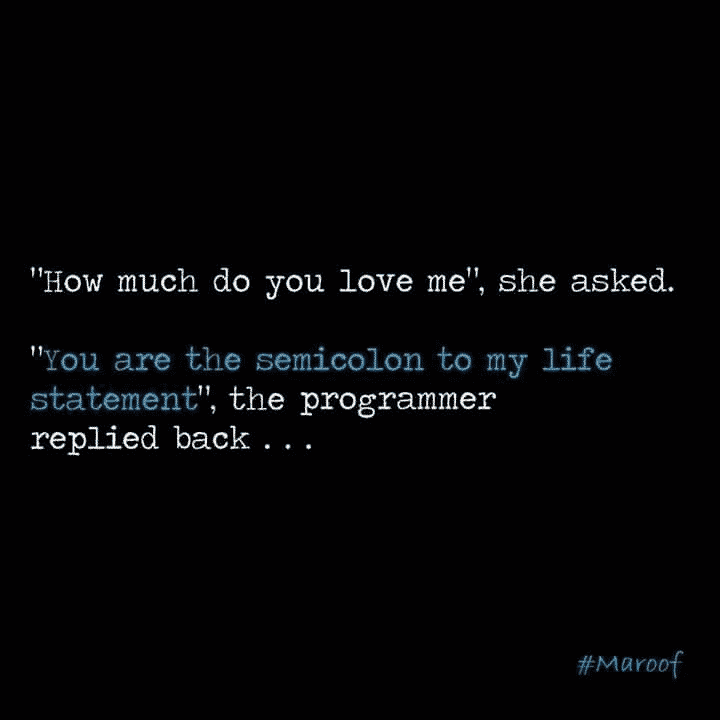 "How much do you love me", she asked.
"You are the semicolon to my life
statement", the programmer
replied back . . .
#Maroof